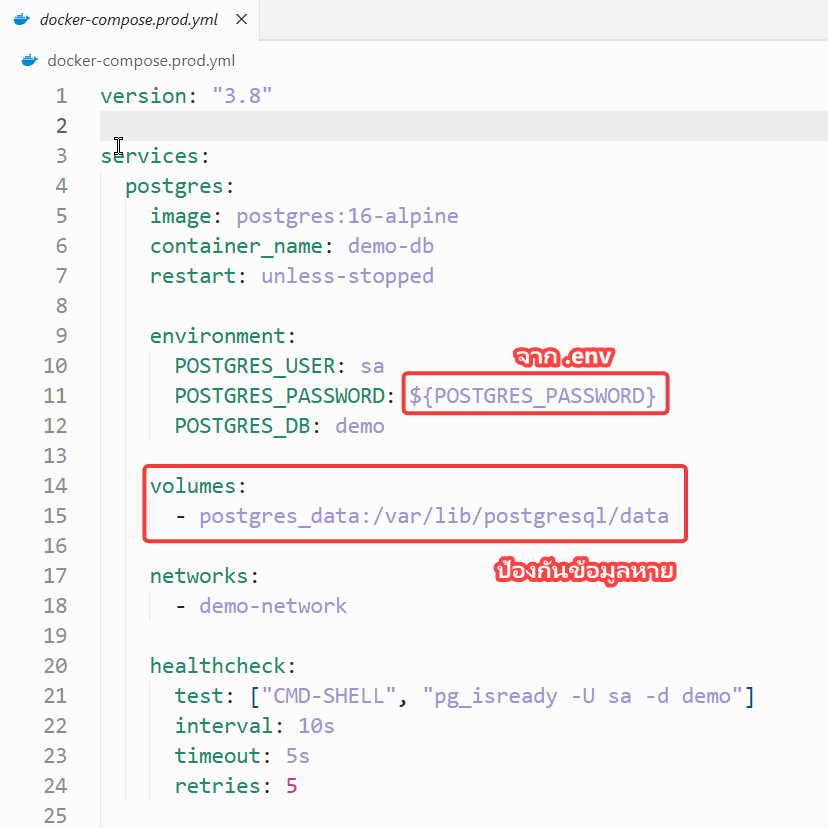 docker-compose.prod.yml
docker-compose.prod.yml
1 version: "3.8"
2
3 services:
4 postgres:
5 image: postgres:16-alpine
6 container_name: demo-db
7 restart: unless-stopped
8
9 environment:
จาก .env
10 POSTGRES_USER: sa
11 POSTGRES_PASSWORD: ${POSTGRES_PASSWORD}
12 POSTGRES_DB: demo
13
14 volumes:
15 - postgres_data:/var/lib/postgresql/data
16
ป้องกันข้อมูลหาย
17 networks:
18 - demo-network
19
20 healthcheck:
21 test: ["CMD-SHELL", "pg_isready -U sa -d demo"]
22 interval: 10s
23 timeout: 5s
24 retries: 5
25